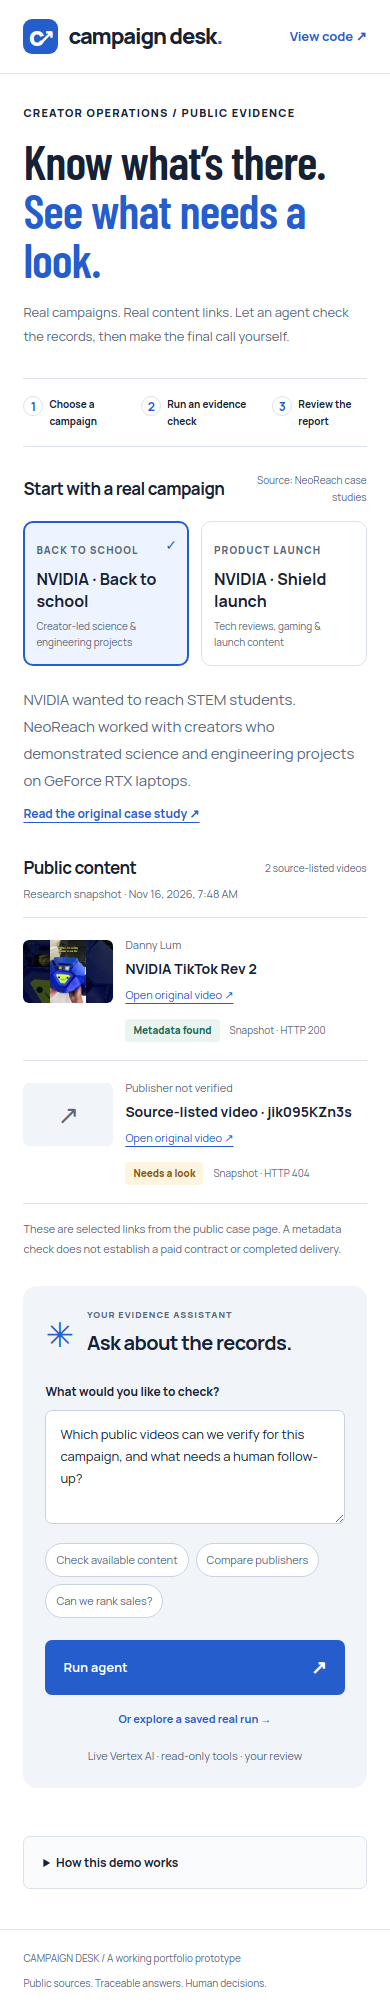 campaign desk.
View code ↗
CREATOR OPERATIONS / PUBLIC EVIDENCE
Know what’s there.
See what needs a
look.
Real campaigns. Real content links. Let an agent check
the records, then make the final call yourself.
1 Choose a
campaign
2 Run an evidence
check
3 Review the
report
Start with a real campaign
Source: NeoReach case
studies
BACK TO SCHOOL ✓
NVIDIA · Back to
school
Creator-led science &
engineering projects
PRODUCT LAUNCH
NVIDIA · Shield
launch
Tech reviews, gaming &
launch content
NVIDIA wanted to reach STEM students.
NeoReach worked with creators who
demonstrated science and engineering projects
on GeForce RTX laptops.
Read the original case study ↗
Public content
2 source-listed videos
Research snapshot · Nov 16, 2026, 7:48 AM
Danny Lum
NVIDIA TikTok Rev 2
Open original video ↗
Metadata found
Snapshot · HTTP 200
↗
Publisher not verified
Source-listed video · jik095KZn3s
Open original video ↗
Needs a look
Snapshot · HTTP 404
These are selected links from the public case page. A metadata
check does not establish a paid contract or completed delivery.
YOUR EVIDENCE ASSISTANT
Ask about the records.
What would you like to check?
Which public videos can we verify for this
campaign, and what needs a human follow-
up?
Check available content
Compare publishers
Can we rank sales?
Run agent ↗
Or explore a saved real run →
Live Vertex AI · read-only tools · your review
▶ How this demo works
CAMPAIGN DESK / A working portfolio prototype
Public sources. Traceable answers. Human decisions.